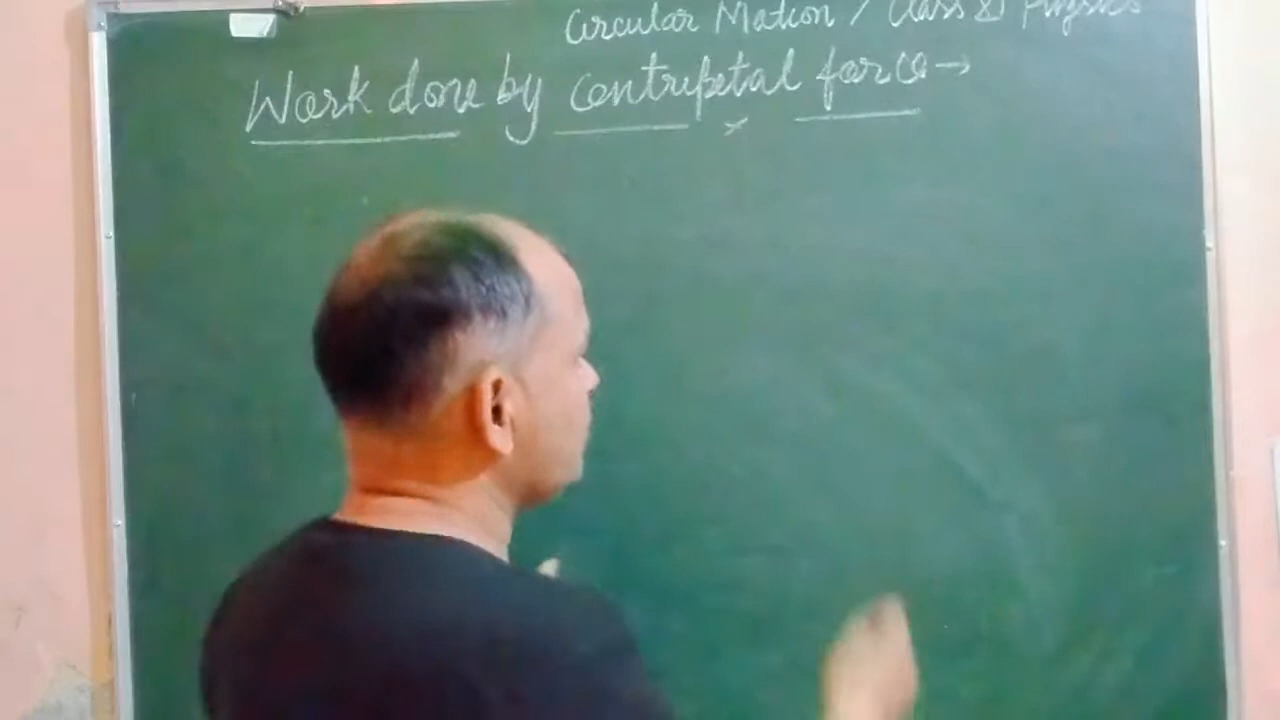 Circular Motion / Class XI Physics
Work done by centripetal force →